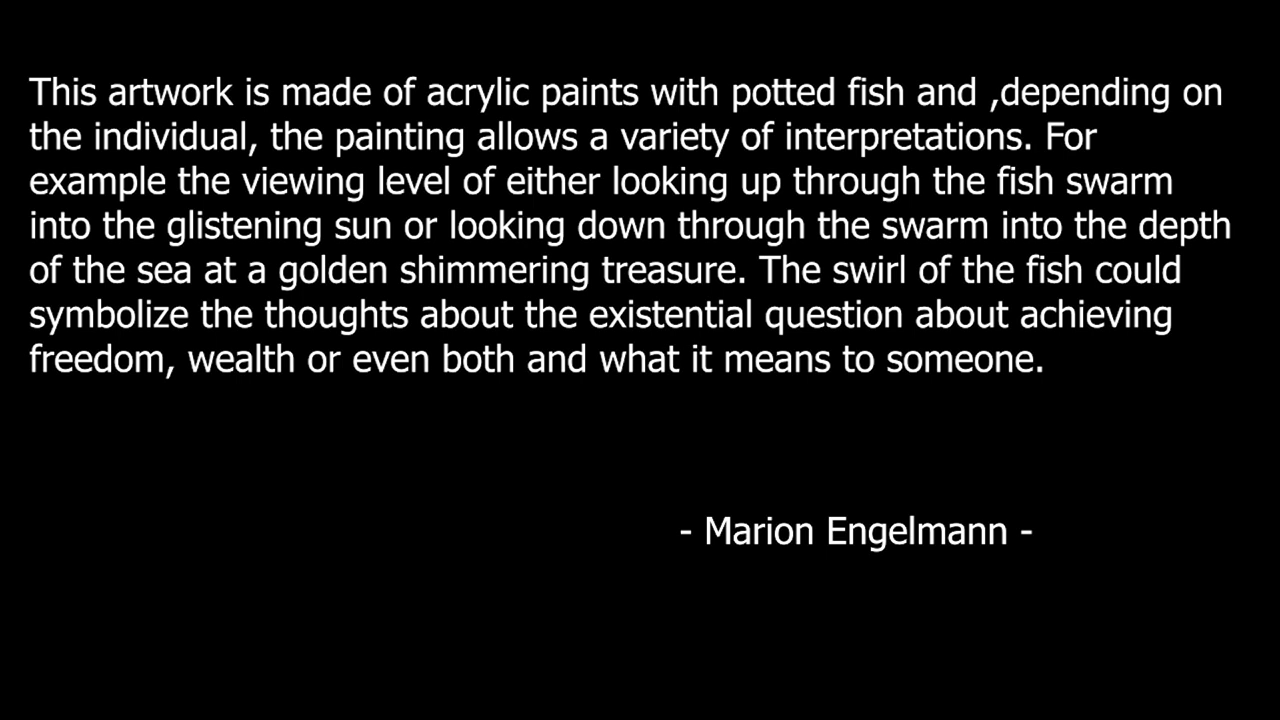 This artwork is made of acrylic paints with potted fish and ,depending on
the individual, the painting allows a variety of interpretations. For
example the viewing level of either looking up through the fish swarm
into the glistening sun or looking down through the swarm into the depth
of the sea at a golden shimmering treasure. The swirl of the fish could
symbolize the thoughts about the existential question about achieving
freedom, wealth or even both and what it means to someone.
- Marion Engelmann -